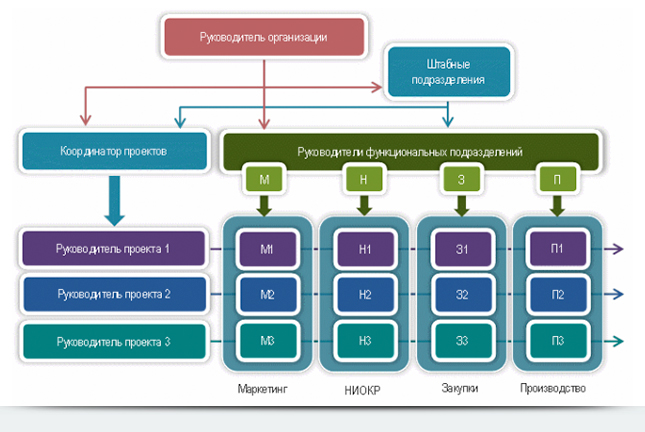 Руководитель организации
Штабные
подразделения
Координатор проектов
Руководители функциональных подразделений
М
Н
З
П
Руководитель проекта 1
М1
Н1
З1
П1
Руководитель проекта 2
М2
Н2
З2
П2
Руководитель проекта 3
М3
Н3
З3
П3
Маркетинг
НИОКР
Закупки
Производство